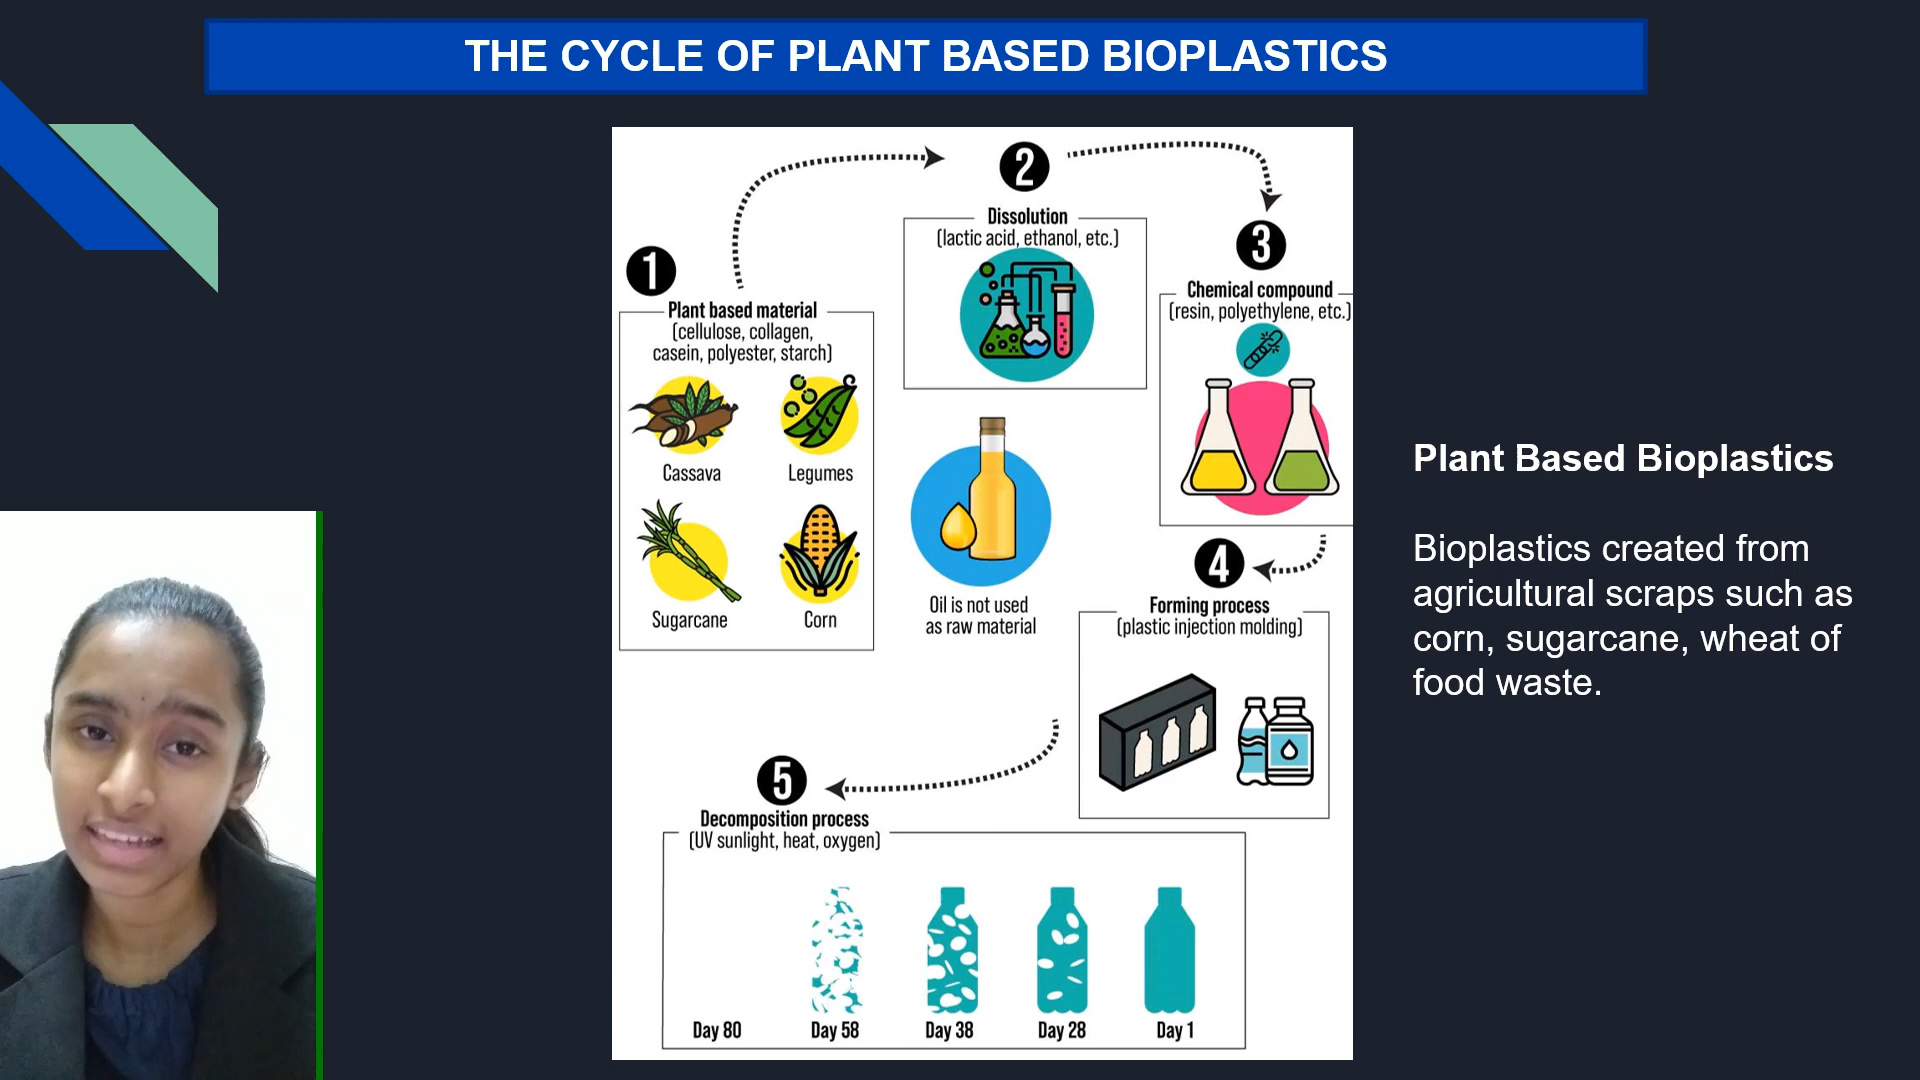 THE CYCLE OF PLANT BASED BIOPLASTICS
1
Plant based material
(cellulose, collagen,
casein, polyester, starch)
Cassava
Legumes
Sugarcane
Corn
2
Dissolution
(lactic acid, ethanol, etc.)
Oil is not used
as raw material
3
Chemical compound
(resin, polyethylene, etc.)
4
Forming process
(plastic injection molding)
5
Decomposition process
(UV sunlight, heat, oxygen)
Day 80
Day 58
Day 38
Day 28
Day 1
Plant Based Bioplastics
Bioplastics created from
agricultural scraps such as
corn, sugarcane, wheat of
food waste.